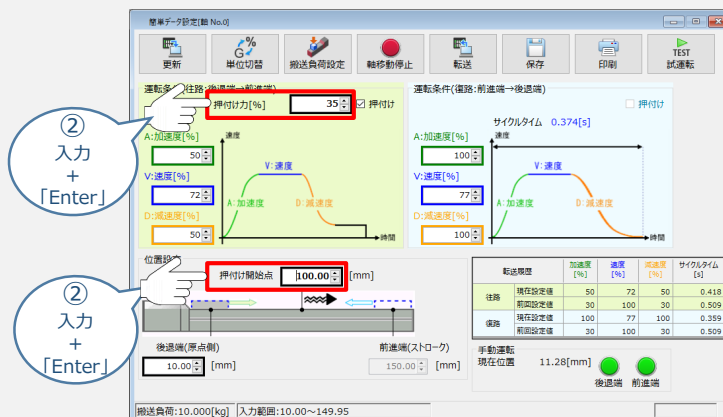 簡単データ設定[軸 No.0]
更新
単位切替
搬送負荷設定
軸移動停止
転送
保存
印刷
TEST
試運転
運転条件(往路:後退端→前進端)
押付け力[%]
35
押付け
A:加速度[%]
50
V:速度[%]
72
D:減速度[%]
50
速度
V:速度
A:加速度
D:減速度
時間
運転条件(復路:前進端→後退端)
押付け
サイクルタイム 0.374[s]
A:加速度[%]
100
V:速度[%]
77
D:減速度[%]
100
速度
V:速度
A:加速度
D:減速度
時間
②
入力
+
「Enter」
②
入力
+
「Enter」
位置設定
押付け開始点
100.00
[mm]
後退端(原点側)
10.00
[mm]
前進端(ストローク)
150.00
[mm]
転送履歴 加速度[%] 速度[%] 減速度[%] サイクルタイム[s]
往路 現在設定値 50 72 50 0.418
前回設定値 30 100 30 0.509
復路 現在設定値 100 77 100 0.359
前回設定値 30 100 30 0.509
手動運転
現在位置 11.28[mm]
後退端 前進端
搬送負荷:10.000[kg] 入力範囲:10.00～149.95